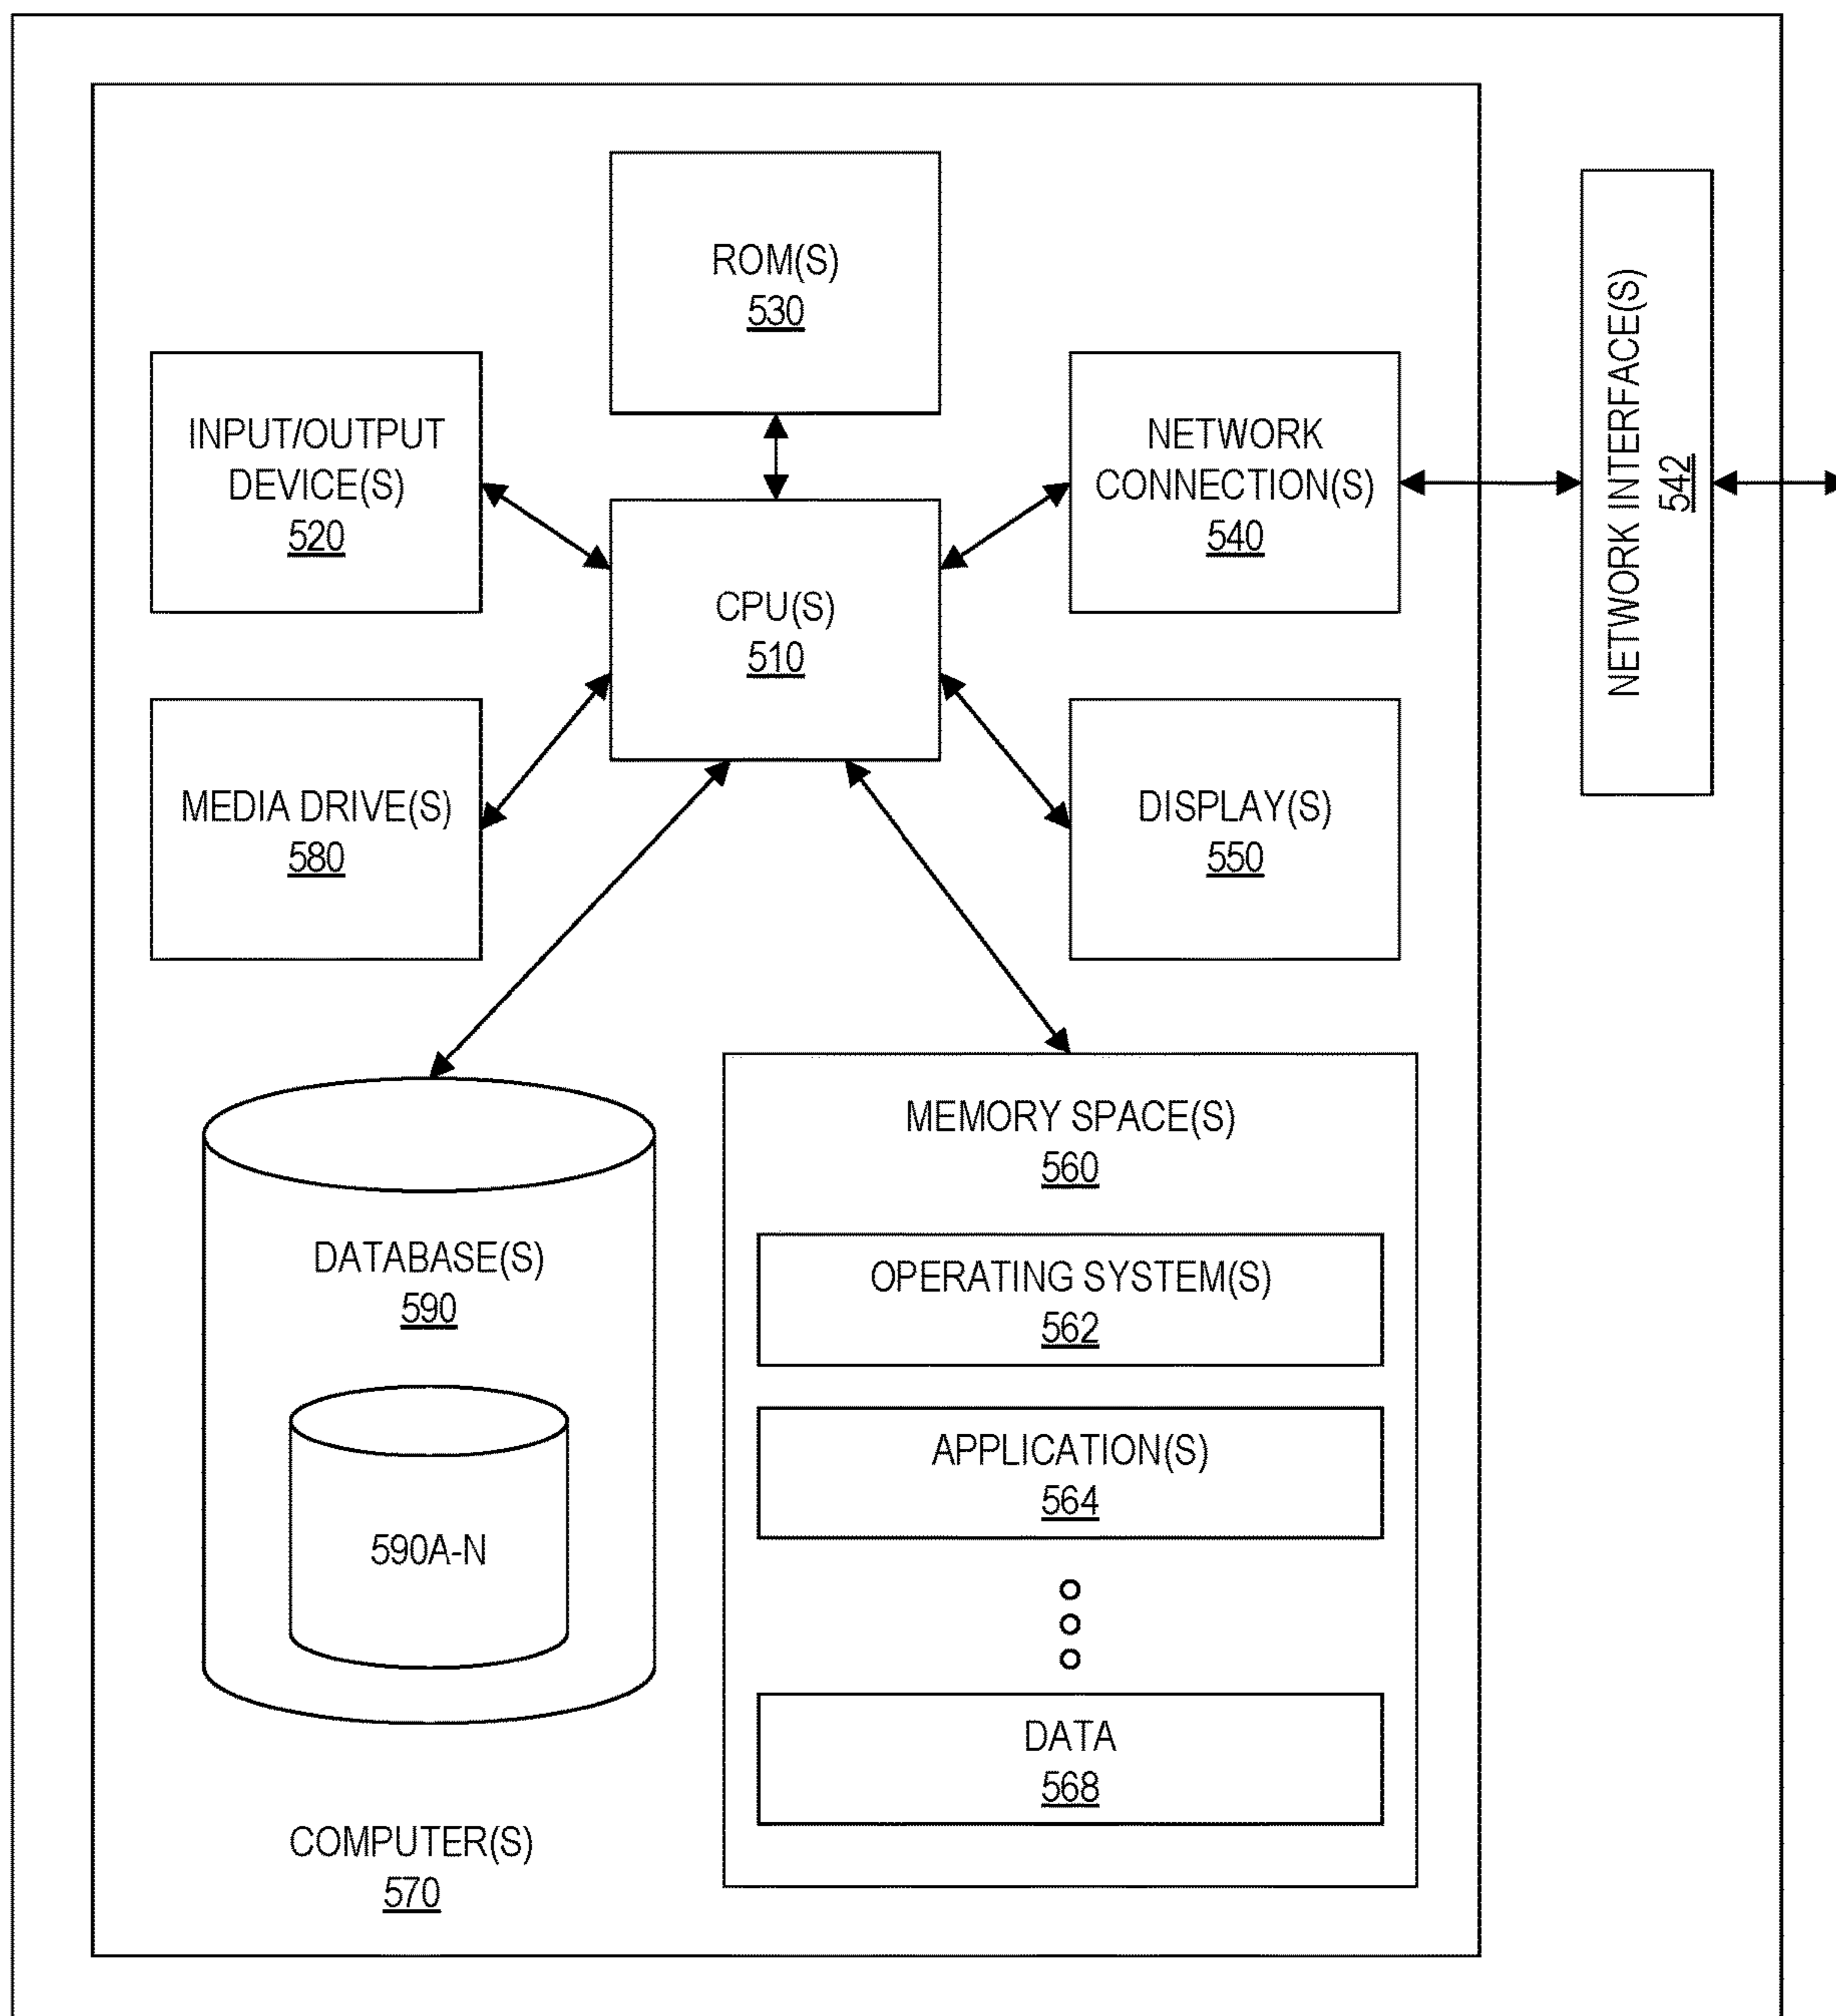 ROM(S)
530
INPUT/OUTPUT
DEVICE(S)
520
NETWORK
CONNECTION(S)
540
NETWORK INTERFACE(S)
542
CPU(S)
510
MEDIA DRIVE(S)
580
DISPLAY(S)
550
DATABASE(S)
590
590A-N
MEMORY SPACE(S)
560
OPERATING SYSTEM(S)
562
APPLICATION(S)
564
DATA
568
COMPUTER(S)
570